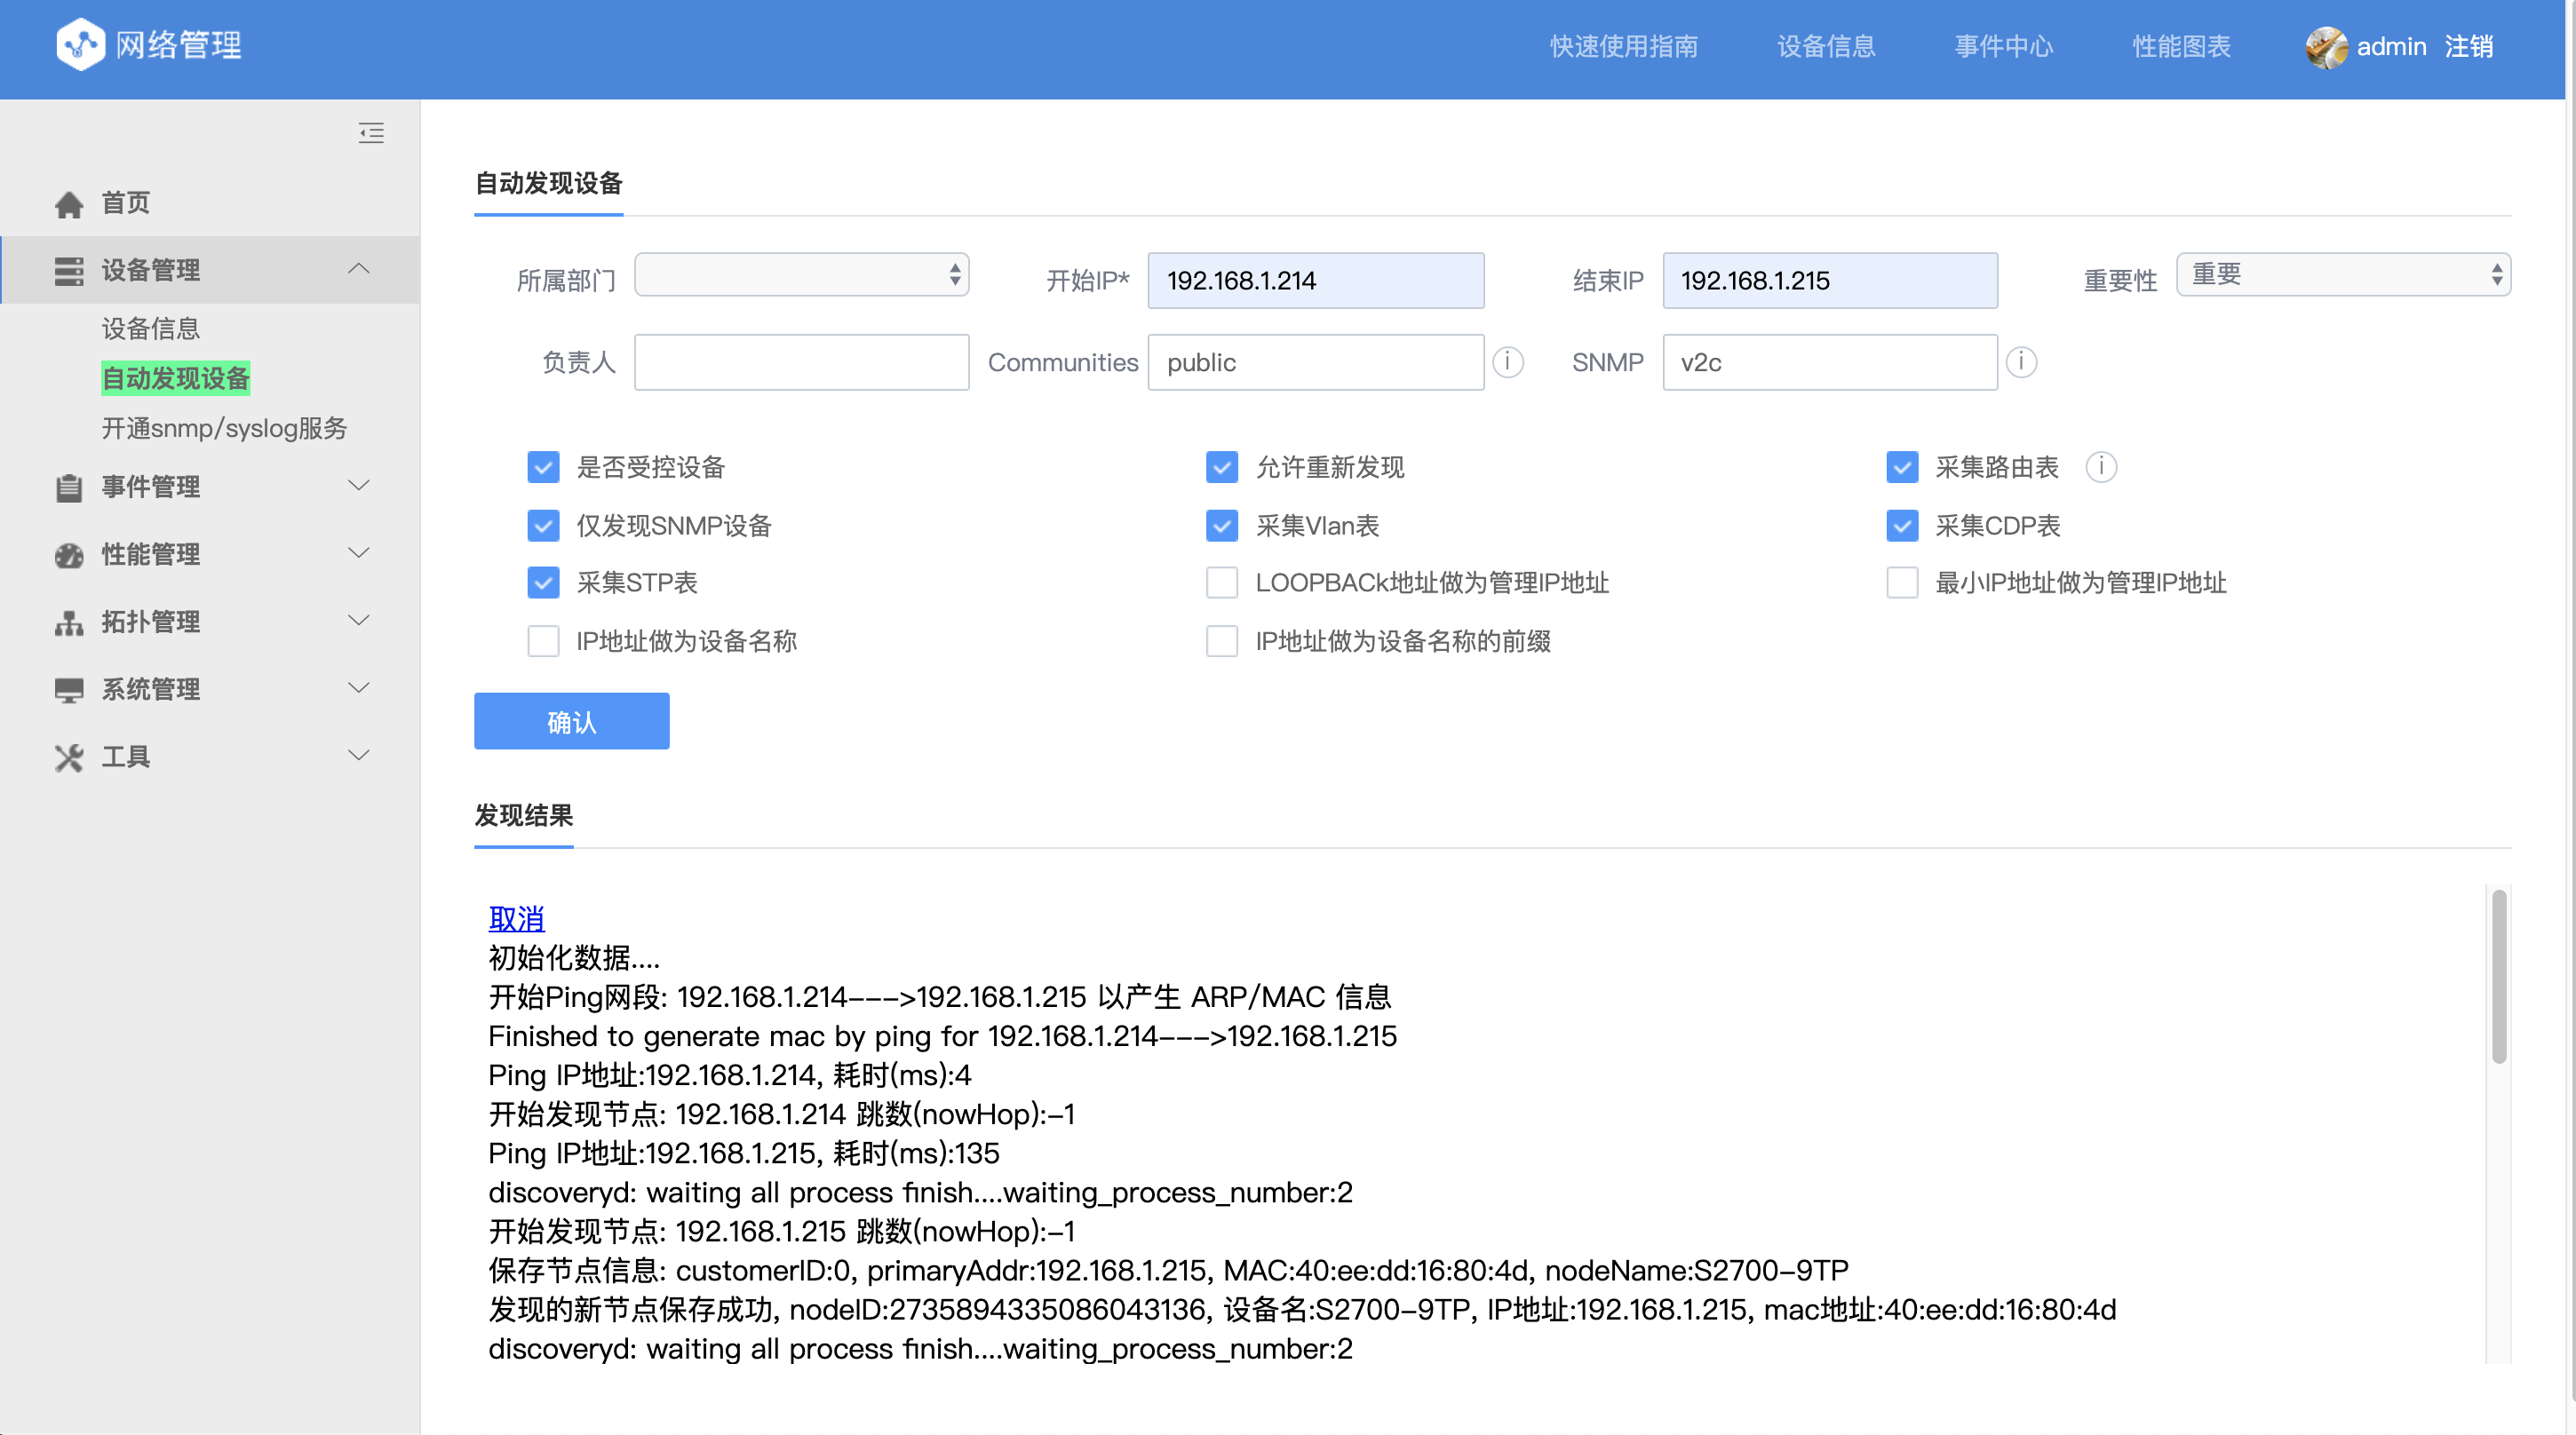 网络管理
快速使用指南 设备信息 事件中心 性能图表 admin 注销
首页
设备管理
设备信息
自动发现设备
开通snmp/syslog服务
事件管理
性能管理
拓扑管理
系统管理
工具
自动发现设备
所属部门 开始IP* 192.168.1.214 结束IP 192.168.1.215 重要性 重要
负责人 Communities public SNMP v2c
是否受控设备 允许重新发现 采集路由表
仅发现SNMP设备 采集Vlan表 采集CDP表
采集STP表 LOOPBACk地址做为管理IP地址 最小IP地址做为管理IP地址
IP地址做为设备名称 IP地址做为设备名称的前缀
确认
发现结果
取消
初始化数据....
开始Ping网段: 192.168.1.214--->192.168.1.215 以产生 ARP/MAC 信息
Finished to generate mac by ping for 192.168.1.214--->192.168.1.215
Ping IP地址:192.168.1.214, 耗时(ms):4
开始发现节点: 192.168.1.214 跳数(nowHop):-1
Ping IP地址:192.168.1.215, 耗时(ms):135
discoveryd: waiting all process finish....waiting_process_number:2
开始发现节点: 192.168.1.215 跳数(nowHop):-1
保存节点信息: customerID:0, primaryAddr:192.168.1.215, MAC:40:ee:dd:16:80:4d, nodeName:S2700-9TP
发现的新节点保存成功, nodeID:2735894335086043136, 设备名:S2700-9TP, IP地址:192.168.1.215, mac地址:40:ee:dd:16:80:4d
discoveryd: waiting all process finish....waiting_process_number:2